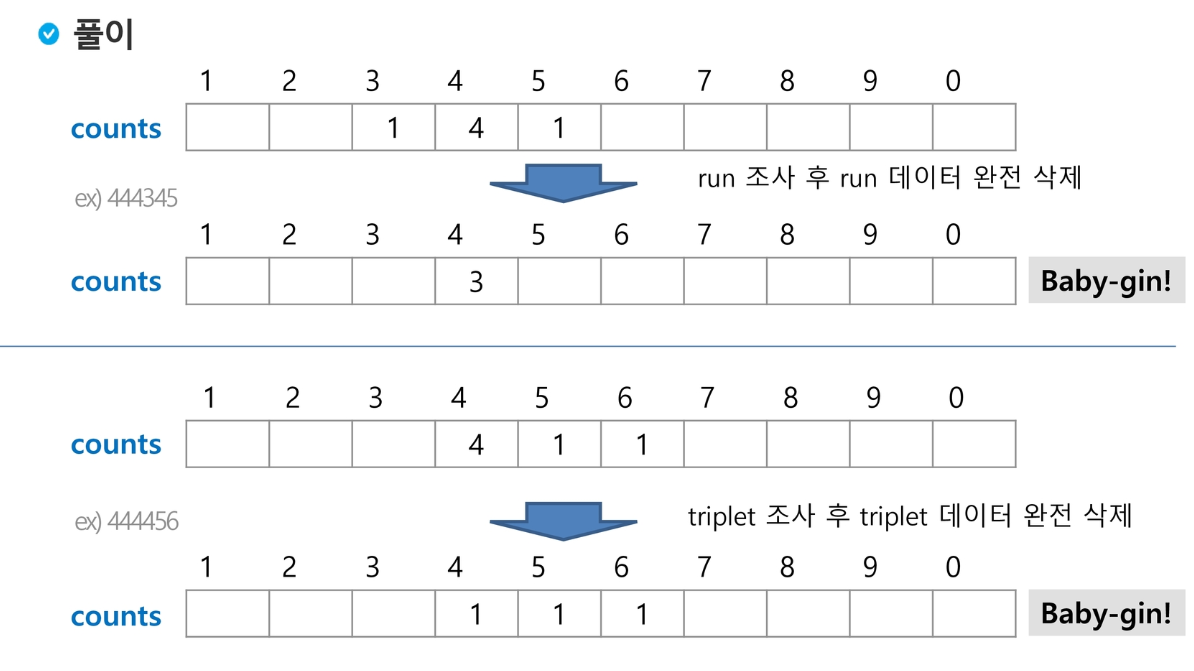 풀이
1 2 3 4 5 6 7 8 9 0
counts 1 4 1
run 조사 후 run 데이터 완전 삭제
ex) 444345
1 2 3 4 5 6 7 8 9 0
counts 3 Baby-gin!
1 2 3 4 5 6 7 8 9 0
counts 4 1 1
triplet 조사 후 triplet 데이터 완전 삭제
ex) 444456
1 2 3 4 5 6 7 8 9 0
counts 1 1 1 Baby-gin!